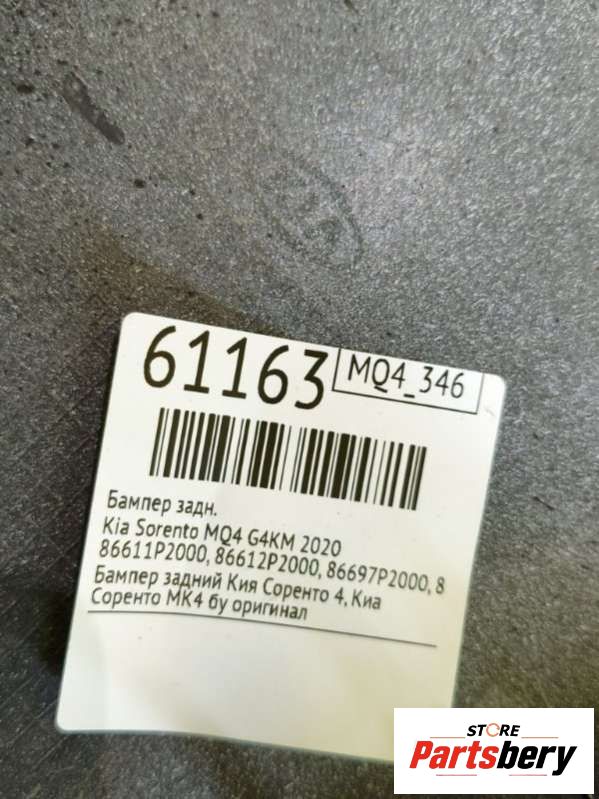 61163
MQ4_346
Бампер задн.
Kia Sorento MQ4 G4KM 2020
86611P2000, 86612P2000, 86697P2000, 8
Бампер задний Кия Соренто 4, Киа
Соренто МК4 бу оригинал
STORE
Partsbery